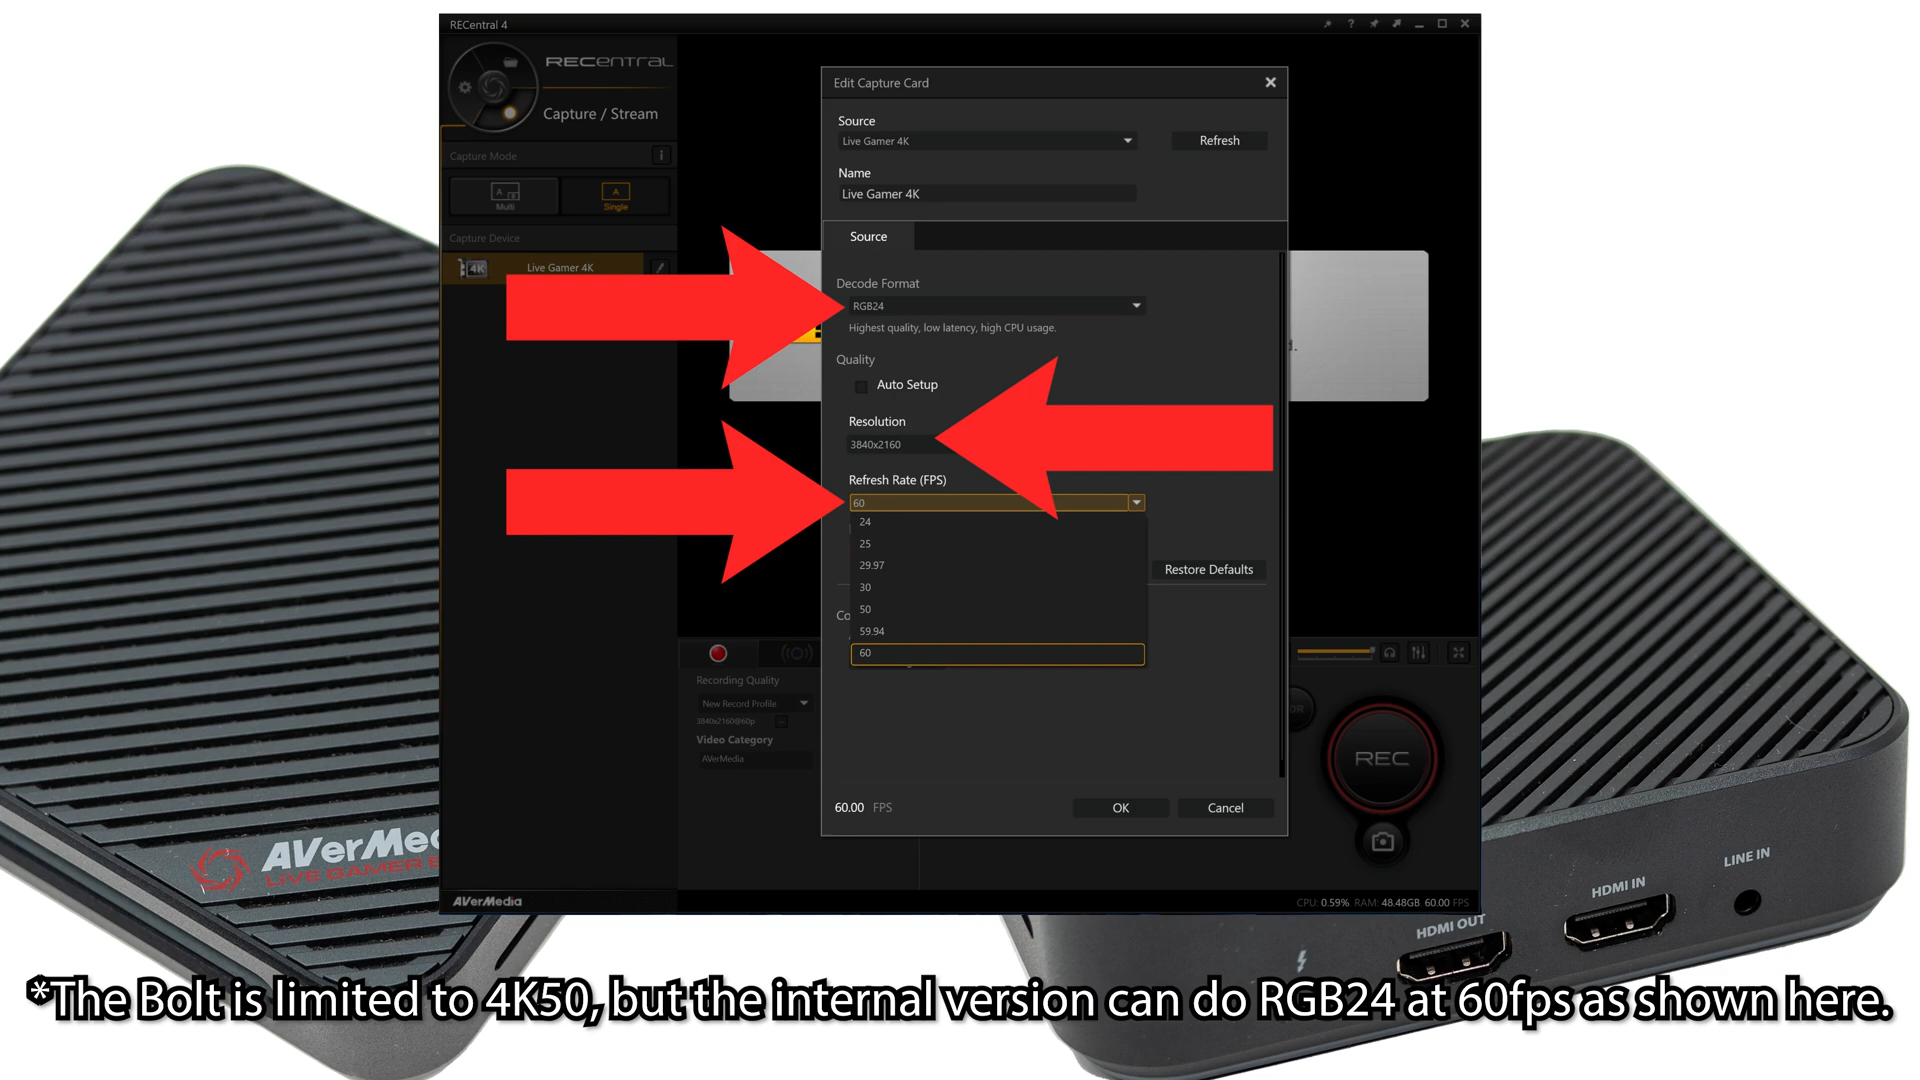 RECentral 4
?
RECENTRAL
Capture / Stream
Capture Mode
i
A
Multi
A
Single
Capture Device
4K
Live Gamer 4K
Edit Capture Card
Source
Live Gamer 4K
Refresh
Name
Live Gamer 4K
Source
Decode Format
RGB24
Highest quality, low latency, high CPU usage.
Quality
Auto Setup
Resolution
3840x2160
Refresh Rate (FPS)
60
24
25
29.97
30
50
59.94
60
Restore Defaults
Co
60.00 FPS
OK
Cancel
Recording Quality
New Record Profile
3840x2160@60p
Video Category
AVerMedia
REC
AVerMedia
CPU: 0.59% RAM: 48.48GB 60.00 FPS
AVerMe
LIVE GAMER
HDMI OUT
HDMI IN
LINE IN
*The Bolt is limited to 4K50, but the internal version can do RGB24 at 60fps as shown here.